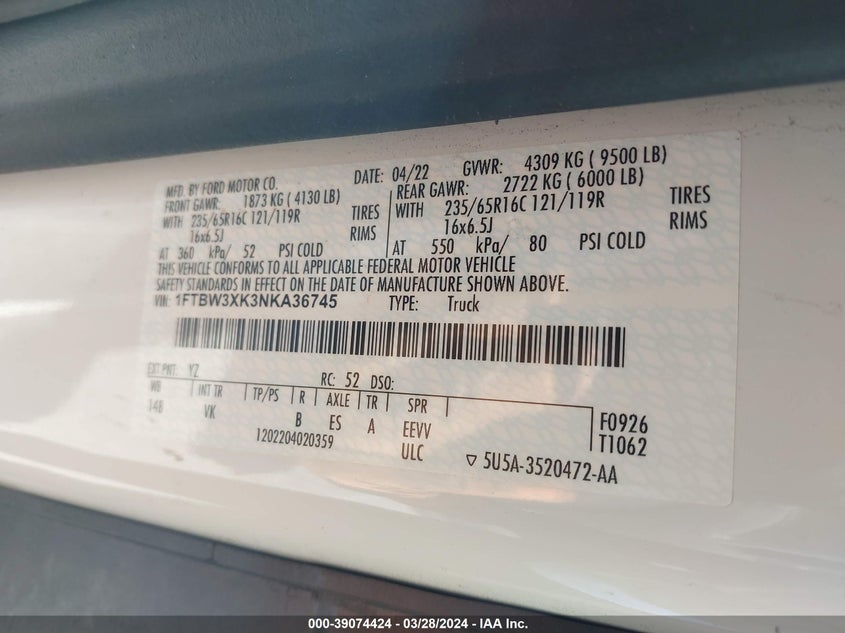 MFD. BY FORD MOTOR CO. DATE: 04/22 GVWR: 4309 KG ( 9500 LB)
FRONT GAWR: 1873 KG ( 4130 LB) REAR GAWR: 2722 KG ( 6000 LB)
WITH 235/65R16C 121/119R TIRES WITH 235/65R16C 121/119R TIRES
16x6.5J RIMS 16x6.5J RIMS
AT 360 kPa/ 52 PSI COLD AT 550 kPa/ 80 PSI COLD
THIS VEHICLE CONFORMS TO ALL APPLICABLE FEDERAL MOTOR VEHICLE
SAFETY STANDARDS IN EFFECT ON THE DATE OF MANUFACTURE SHOWN ABOVE.
VIN: 1FTBW3XK3NKA36745 TYPE: Truck
EXT PNT: YZ RC: 52 DSO:
WB INT TR TP/PS R AXLE TR SPR
148 VK B ES A EEVV F0926
1202204020359 ULC T1062
▽ 5U5A-3520472-AA
000-39074424 - 03/28/2024 - IAA Inc.